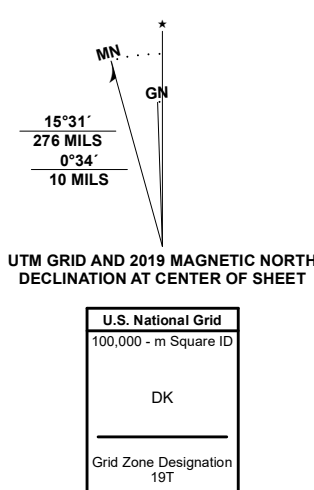 ★
MN
GN
15°31´
276 MILS
0°34´
10 MILS
UTM GRID AND 2019 MAGNETIC NORTH
DECLINATION AT CENTER OF SHEET
U.S. National Grid
100,000 - m Square ID
DK
Grid Zone Designation
19T